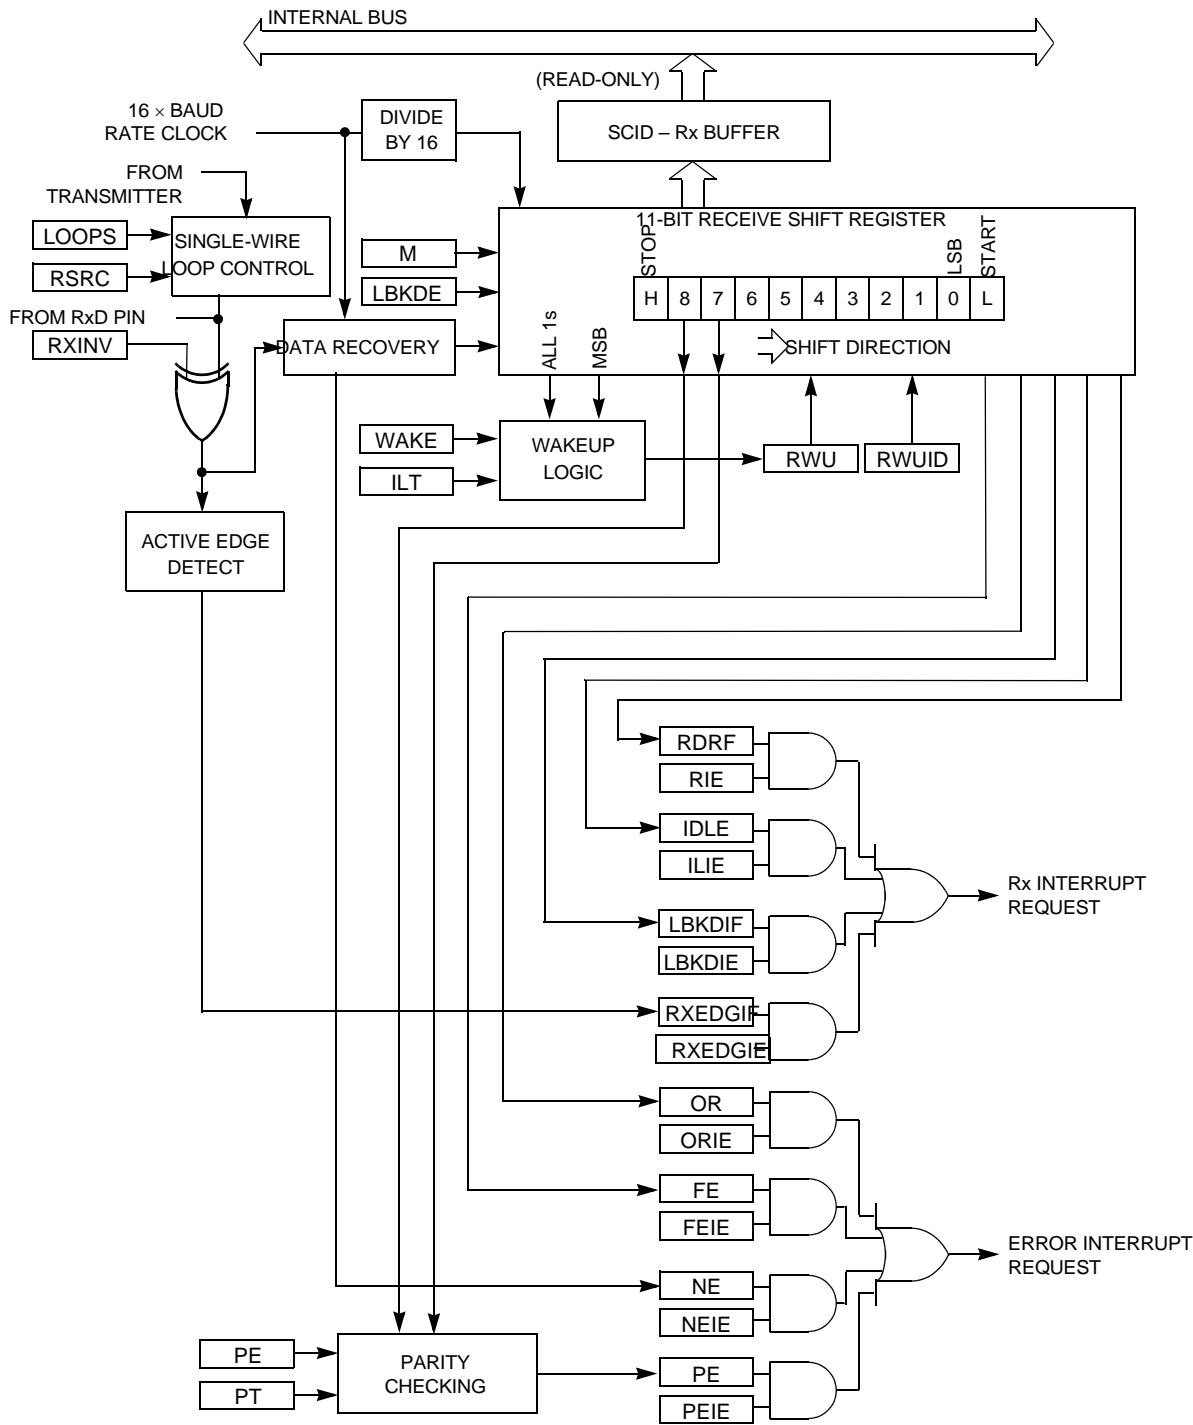 INTERNAL BUS
(READ-ONLY)
16 × BAUD
RATE CLOCK
DIVIDE
BY 16
SCID – Rx BUFFER
FROM
TRANSMITTER
LOOPS
RSRC
SINGLE-WIRE
LOOP CONTROL
M
LBKDE
11-BIT RECEIVE SHIFT REGISTER
STOP
LSB
START
H 8 7 6 5 4 3 2 1 0 L
FROM RxD PIN
RXINV
DATA RECOVERY
ALL 1s
MSB
SHIFT DIRECTION
WAKE
ILT
WAKEUP
LOGIC
RWU
RWUID
ACTIVE EDGE
DETECT
RDRF
RIE
IDLE
ILIE
Rx INTERRUPT
REQUEST
LBKDIF
LBKDIE
RXEDGIF
RXEDGIE
OR
ORIE
FE
FEIE
ERROR INTERRUPT
REQUEST
NE
NEIE
PE
PT
PARITY
CHECKING
PE
PEIE